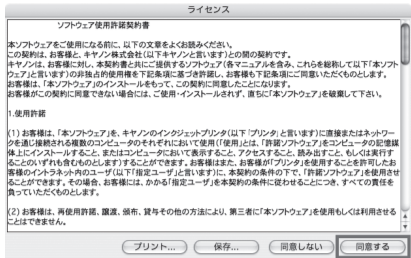 ライセンス
ソフトウェア使用許諾契約書
本ソフトウェアをご使用になる前に、以下の文章をよくお読みください。
この契約は、お客様と、キヤノン株式会社(以下キヤノンと言います)との間の契約です。
キヤノンは、お客様に対し、本契約書と共にご提供するソフトウェア(各マニュアルを含み、これらを総称して以下「本ソフト
ウェア」と言います)の非独占的使用権を下記条項に基づき許諾し、お客様も下記条項にご同意いただくものとします。
お客様は、「本ソフトウェア」のインストールをもって、この契約に同意したことになります。
お客様がこの契約に同意できない場合には、ご使用・インストールされず、直ちに「本ソフトウェア」を破棄して下さい。
1.使用許諾
(1) お客様は、「本ソフトウェア」を、キヤノンのインクジェットプリンタ(以下「プリンタ」と言います)に直接またはネットワー
クを通じ接続される複数のコンピュータのそれぞれにおいて使用(「使用」とは、「許諾ソフトウェア」をコンピュータの記憶媒
体上にインストールすること、またはコンピュータにおいて表示すること、アクセスすること、読み出すこと、もしくは実行す
ることのいずれも含むものとします)することができます。お客様はまた、お客様が「プリンタ」を使用することを許可したお
客様のイントラネット内のユーザ(以下「指定ユーザ」と言います)に、本契約の条件の下で、「許諾ソフトウェア」を使用させ
ることができます。その場合、お客様には、かかる「指定ユーザ」を本契約の条件に従わせることにつき、すべての責任を
負っていただくものとします。
(2) お客様は、再使用許諾、譲渡、頒布、貸与その他の方法により、第三者に「本ソフトウェア」を使用もしくは利用させる
ことはできません。
プリント... 保存... 同意しない 同意する